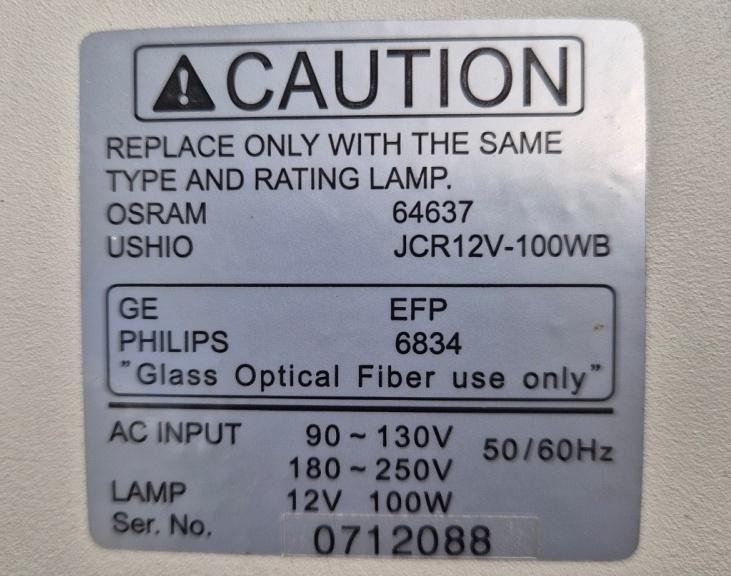 CAUTION
REPLACE ONLY WITH THE SAME
TYPE AND RATING LAMP.
OSRAM 64637
USHIO JCR12V-100WB
GE EFP
PHILIPS 6834
"Glass Optical Fiber use only"
AC INPUT 90 ~ 130V 50/60Hz
180 ~ 250V
LAMP 12V 100W
Ser. No. 0712088